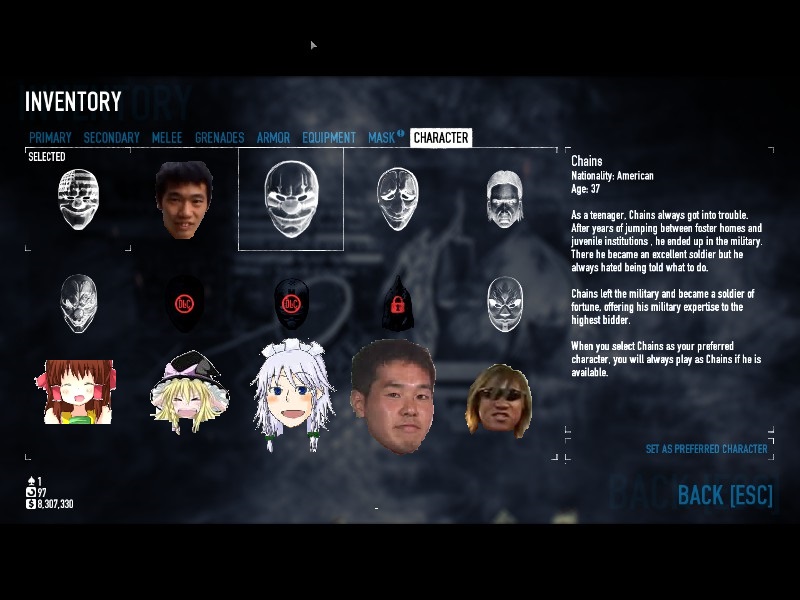 INVENTORY
PRIMARY SECONDARY MELEE GRENADES ARMOR EQUIPMENT MASK CHARACTER
SELECTED
DLC
DLC
Chains
Nationality: American
Age: 37
As a teenager, Chains always got into trouble.
After years of jumping between foster homes and
juvenile institutions , he ended up in the military.
There he became an excellent soldier but he
always hated being told what to do.
Chains left the military and became a soldier of
fortune, offering his military expertise to the
highest bidder.
When you select Chains as your preferred
character, you will always play as Chains if he is
available.
SET AS PREFERRED CHARACTER
1
97
$ 8,307,330
BACK [ESC]